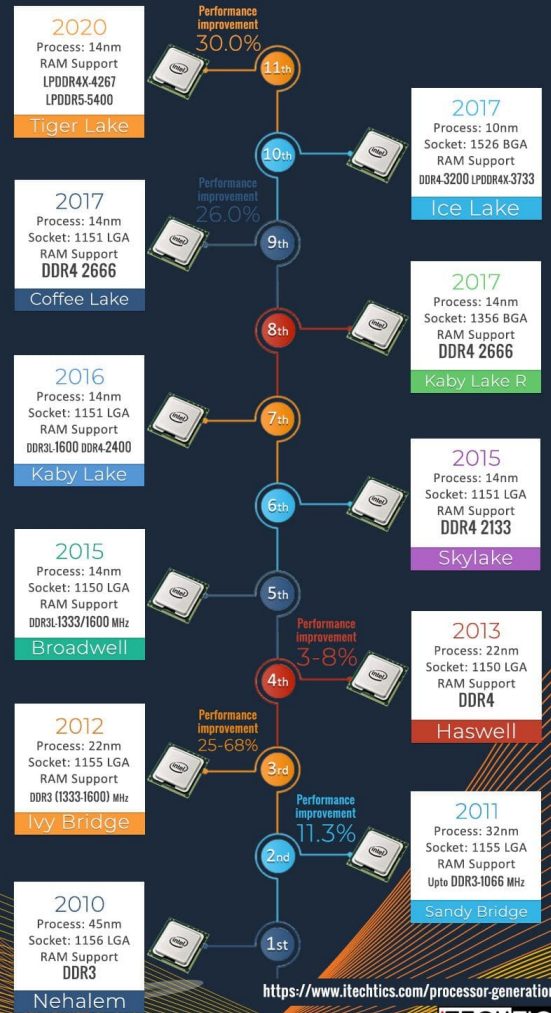 2020
Process: 14nm
RAM Support
LPDDR4X-4267
LPDDR5-5400
Tiger Lake
Performance
improvement
30.0%
11th
10th
2017
Process: 10nm
Socket: 1526 BGA
RAM Support
DDR4-3200 LPDDR4X-3733
Ice Lake
2017
Process: 14nm
Socket: 1151 LGA
RAM Support
DDR4 2666
Coffee Lake
Performance
improvement
26.0%
9th
8th
2017
Process: 14nm
Socket: 1356 BGA
RAM Support
DDR4 2666
Kaby Lake R
2016
Process: 14nm
Socket: 1151 LGA
RAM Support
DDR3L-1600 DDR4-2400
Kaby Lake
7th
6th
2015
Process: 14nm
Socket: 1151 LGA
RAM Support
DDR4 2133
Skylake
2015
Process: 14nm
Socket: 1150 LGA
RAM Support
DDR3L-1333/1600 MHz
Broadwell
5th
Performance
improvement
3-8%
4th
2013
Process: 22nm
Socket: 1150 LGA
RAM Support
DDR4
Haswell
2012
Process: 22nm
Socket: 1155 LGA
RAM Support
DDR3 (1333-1600) MHz
Ivy Bridge
Performance
improvement
25-68%
3rd
Performance
improvement
11.3%
2nd
2011
Process: 32nm
Socket: 1155 LGA
RAM Support
Upto DDR3-1066 MHz
Sandy Bridge
2010
Process: 45nm
Socket: 1156 LGA
RAM Support
DDR3
Nehalem
1st
https://www.itechtics.com/processor-generation